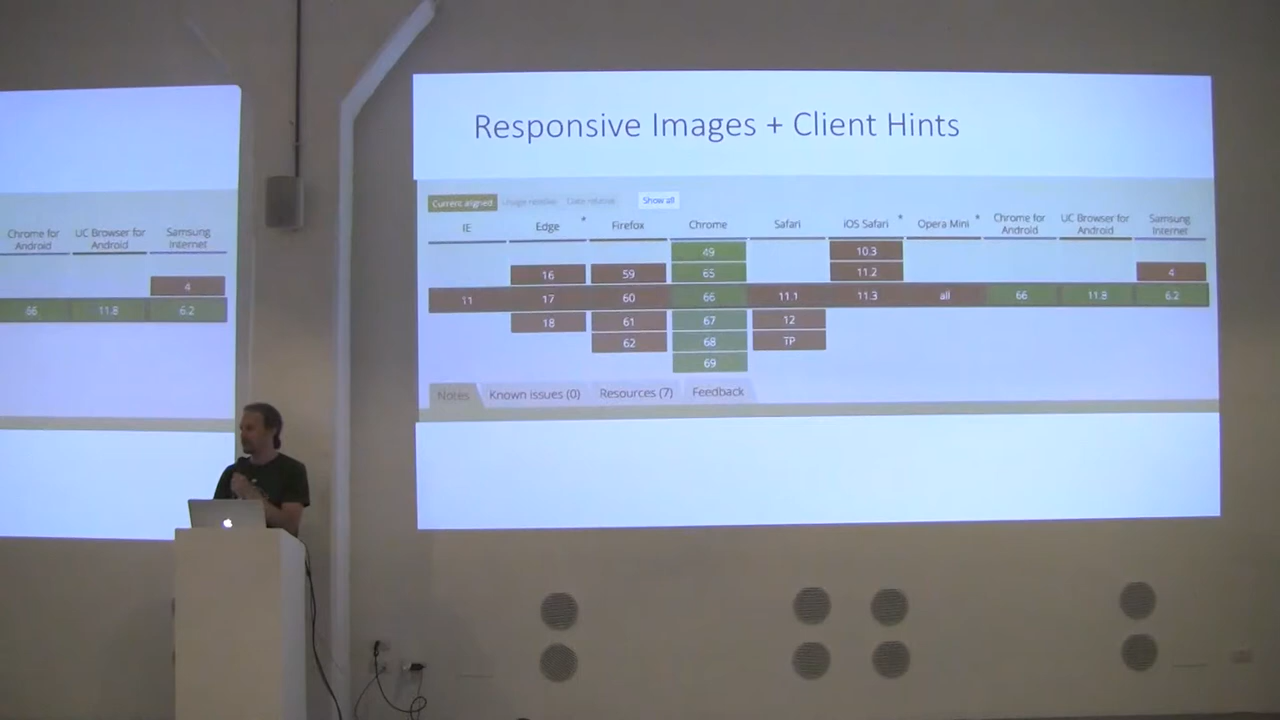 Responsive Images + Client Hints
Current aligned Usage relative Date relative Show all
IE Edge * Firefox Chrome Safari iOS Safari * Opera Mini * Chrome for Android UC Browser for Android Samsung Internet
49 10.3
16 59 65 11.2 4
11 17 60 66 11.1 11.3 all 66 11.8 6.2
18 61 67 12
62 68 TP
69
Notes Known issues (0) Resources (7) Feedback
Chrome for Android UC Browser for Android Samsung Internet
4
66 11.8 6.2